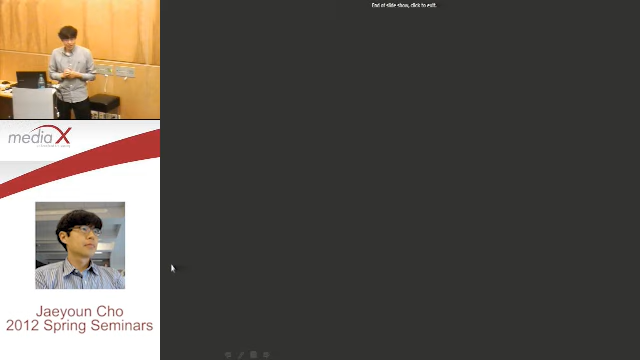 End of slide show, click to exit.
mediaX
Jaeyoun Cho
2012 Spring Seminars